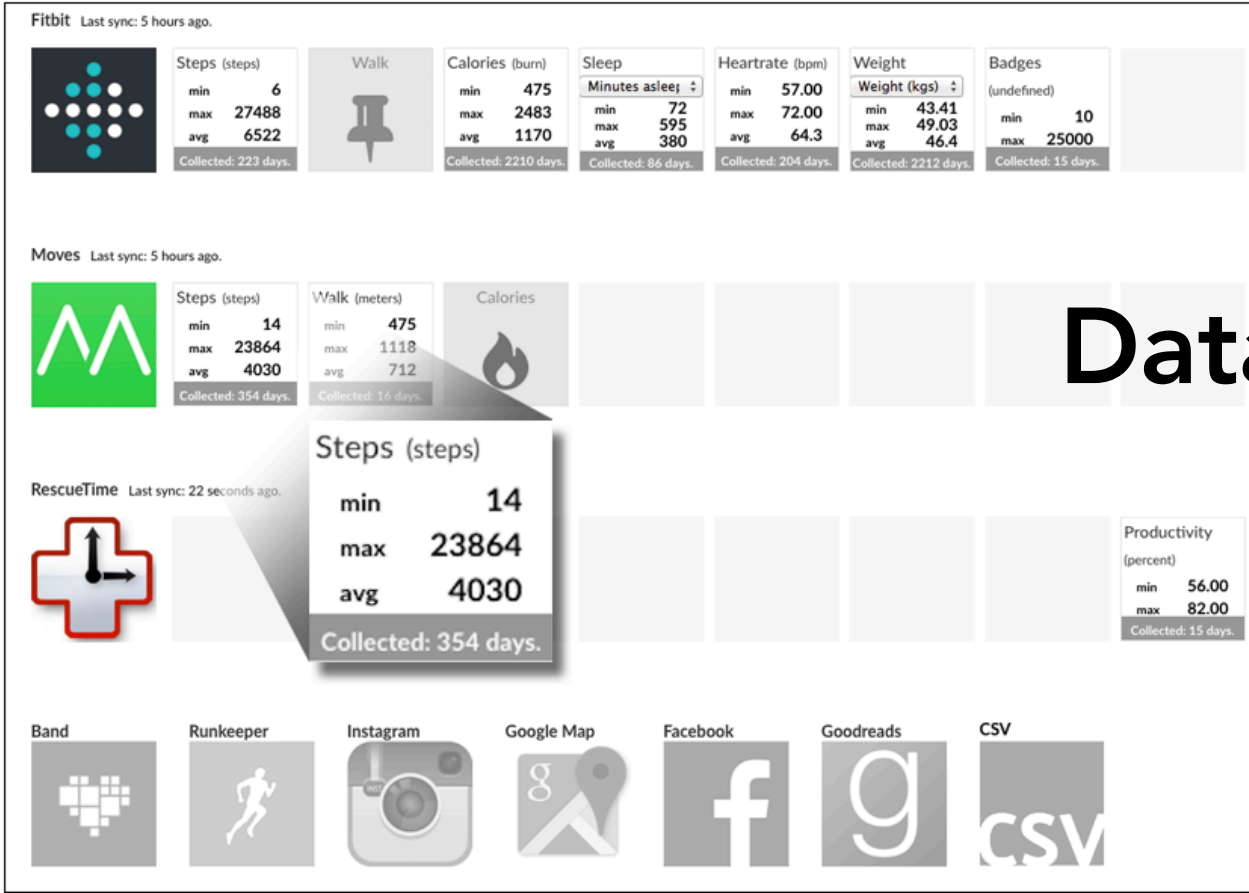 Fitbit Last sync: 5 hours ago.
Steps (steps)
min 6
max 27488
avg 6522
Collected: 223 days.
Walk
Calories (burn)
min 475
max 2483
avg 1170
Collected: 2210 days.
Sleep
Minutes asleep
min 72
max 595
avg 380
Collected: 86 days.
Heartrate (bpm)
min 57.00
max 72.00
avg 64.3
Collected: 204 days.
Weight
Weight (kgs)
min 43.41
max 49.03
avg 46.4
Collected: 2212 days.
Badges
(undefined)
min 10
max 25000
Collected: 15 days.
Moves Last sync: 5 hours ago.
Steps (steps)
min 14
max 23864
avg 4030
Collected: 354 days.
Walk (meters)
min 475
max 1118
avg 712
Collected: 16 days.
Calories
Data
Steps (steps)
min 14
max 23864
avg 4030
Collected: 354 days.
RescueTime Last sync: 22 seconds ago.
Productivity
(percent)
min 56.00
max 82.00
Collected: 15 days.
Band
Runkeeper
Instagram
INST
Google Map
g
Facebook
f
Goodreads
g
CSV
CSV